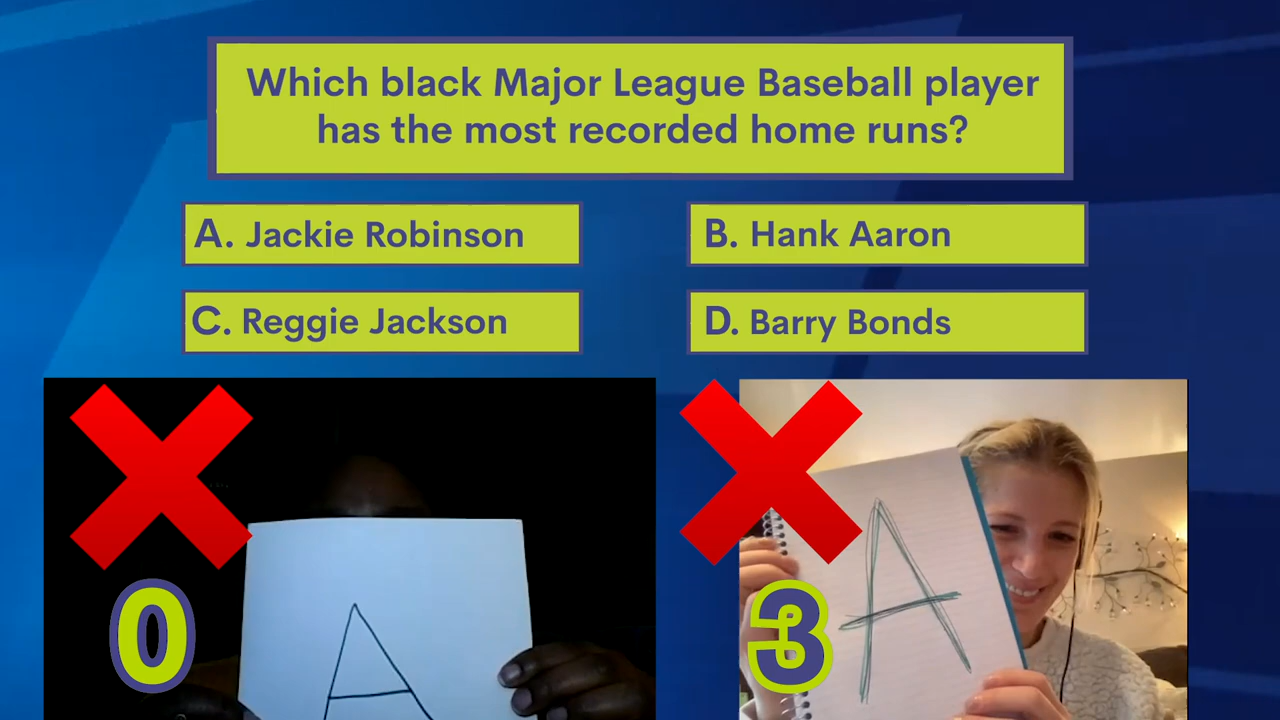 Which black Major League Baseball player
has the most recorded home runs?
A. Jackie Robinson
B. Hank Aaron
C. Reggie Jackson
D. Barry Bonds
A
A
0
3